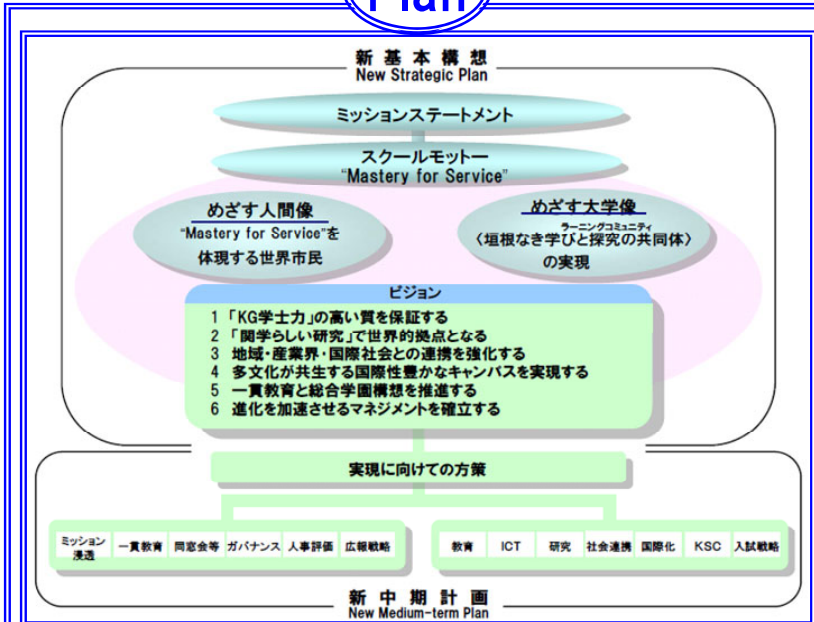 Plan
新基本構想
New Strategic Plan
ミッションステートメント
スクールモットー
"Mastery for Service"
めざす人間像
"Mastery for Service"を
体現する世界市民
めざす大学像
ラーニングコミュニティ
〈垣根なき学びと探究の共同体〉
の実現
ビジョン
1 「KG学士力」の高い質を保証する
2 「関学らしい研究」で世界的拠点となる
3 地域・産業界・国際社会との連携を強化する
4 多文化が共生する国際性豊かなキャンパスを実現する
5 一貫教育と総合学園構想を推進する
6 進化を加速させるマネジメントを確立する
実現に向けての方策
ミッション
浸透
一貫教育
同窓会等
ガバナンス
人事評価
広報戦略
教育
ICT
研究
社会連携
国際化
KSC
入試戦略
新中期計画
New Medium-term Plan